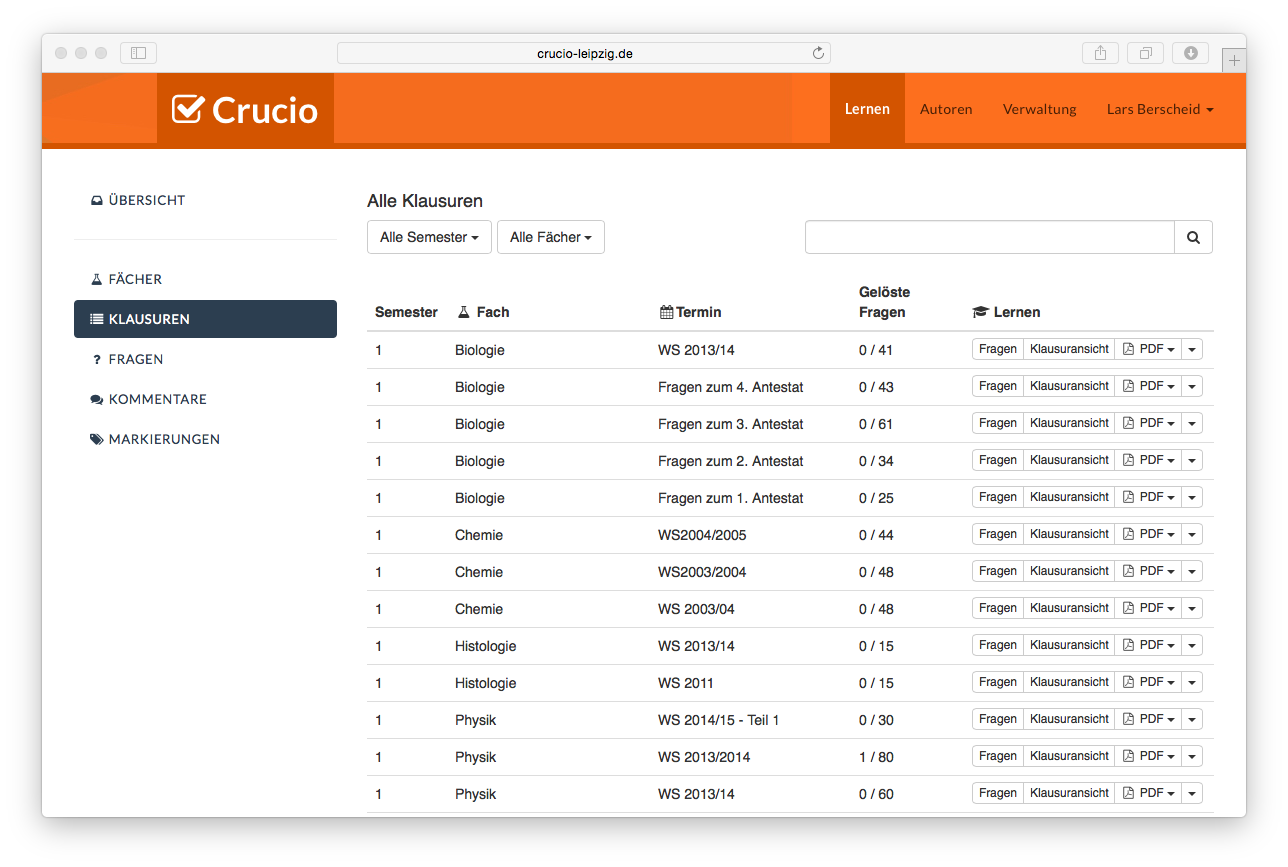 crucio-leipzig.de
Crucio
Lernen Autoren Verwaltung Lars Berscheid
ÜBERSICHT
FÄCHER
KLAUSUREN
? FRAGEN
KOMMENTARE
MARKIERUNGEN
Alle Klausuren
Alle Semester Alle Fächer
Semester Fach Termin Gelöste Fragen Lernen
1 Biologie WS 2013/14 0 / 41 Fragen Klausuransicht PDF
1 Biologie Fragen zum 4. Antestat 0 / 43 Fragen Klausuransicht PDF
1 Biologie Fragen zum 3. Antestat 0 / 61 Fragen Klausuransicht PDF
1 Biologie Fragen zum 2. Antestat 0 / 34 Fragen Klausuransicht PDF
1 Biologie Fragen zum 1. Antestat 0 / 25 Fragen Klausuransicht PDF
1 Chemie WS2004/2005 0 / 44 Fragen Klausuransicht PDF
1 Chemie WS2003/2004 0 / 48 Fragen Klausuransicht PDF
1 Chemie WS 2003/04 0 / 48 Fragen Klausuransicht PDF
1 Histologie WS 2013/14 0 / 15 Fragen Klausuransicht PDF
1 Histologie WS 2011 0 / 15 Fragen Klausuransicht PDF
1 Physik WS 2014/15 - Teil 1 0 / 30 Fragen Klausuransicht PDF
1 Physik WS 2013/2014 1 / 80 Fragen Klausuransicht PDF
1 Physik WS 2013/14 0 / 60 Fragen Klausuransicht PDF